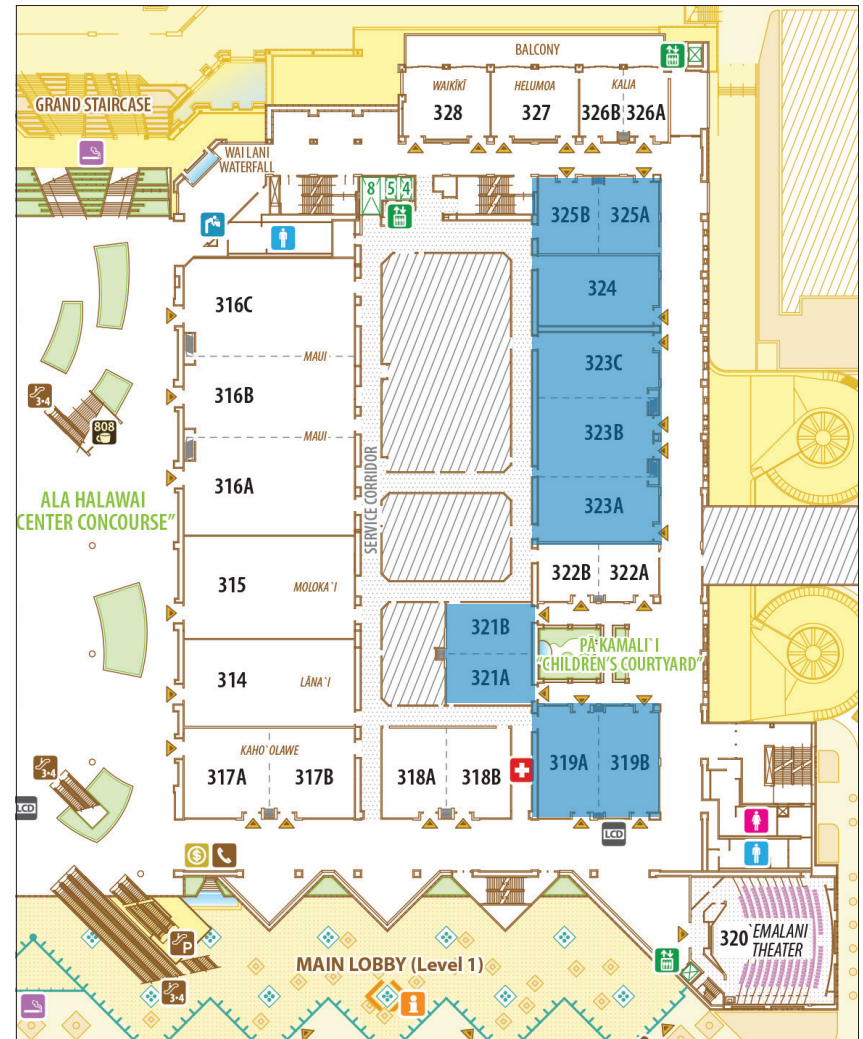 BALCONY
WAIKĪKĪ
328
HELUMOA
327
KALIA
326B 326A
GRAND STAIRCASE
WAI LANI
WATERFALL
8 5 4
325B 325A
324
316C
MAUI
316B
MAUI
316A
323C
323B
323A
3•4
808
SERVICE CORRIDOR
ALA HALAWAI
CENTER CONCOURSE”
322B 322A
315
MOLOKA`I
321B
321A
PĀ KAMALI`I
“CHILDREN’S COURTYARD”
314
LĀNA`I
KAHO`OLAWE
317A 317B
318A 318B
319A 319B
3•4
LCD
LCD
$
P
3•4
320
`EMALANI
THEATER
MAIN LOBBY (Level 1)
i